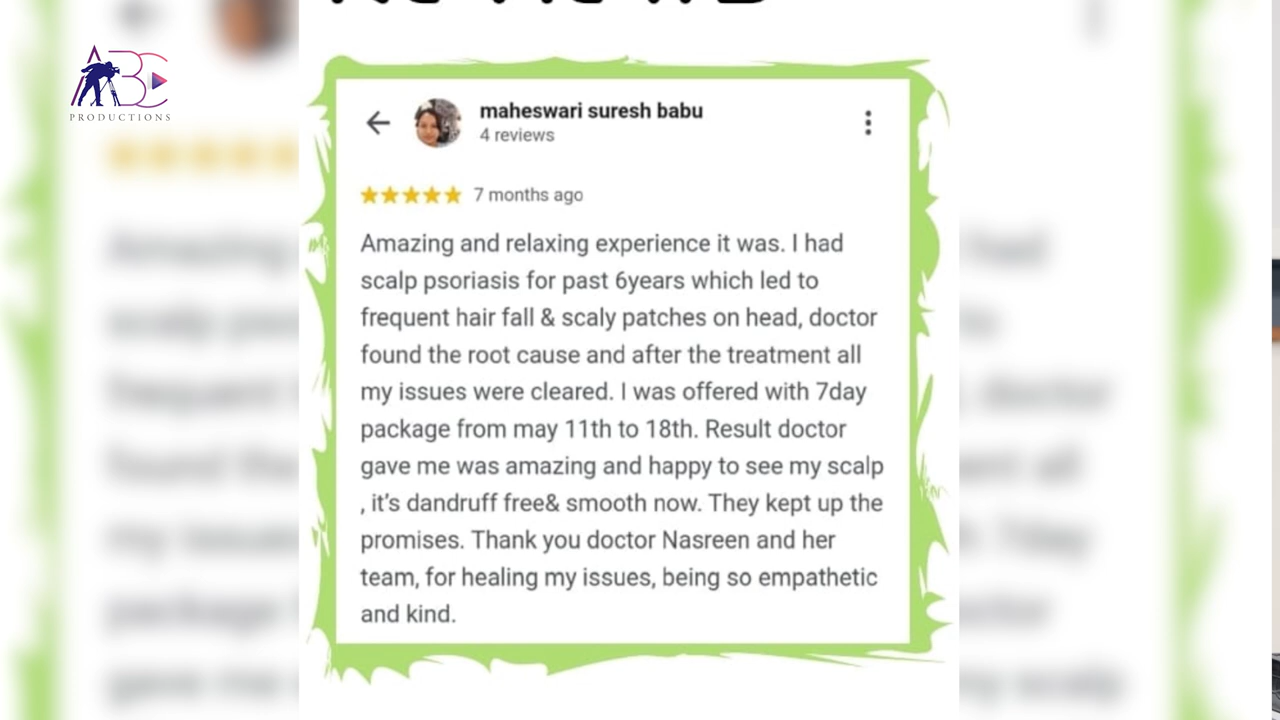 ABC
PRODUCTIONS
maheswari suresh babu
4 reviews
7 months ago
Amazing and relaxing experience it was. I had
scalp psoriasis for past 6years which led to
frequent hair fall & scaly patches on head, doctor
found the root cause and after the treatment all
my issues were cleared. I was offered with 7day
package from may 11th to 18th. Result doctor
gave me was amazing and happy to see my scalp
, it's dandruff free& smooth now. They kept up the
promises. Thank you doctor Nasreen and her
team, for healing my issues, being so empathetic
and kind.